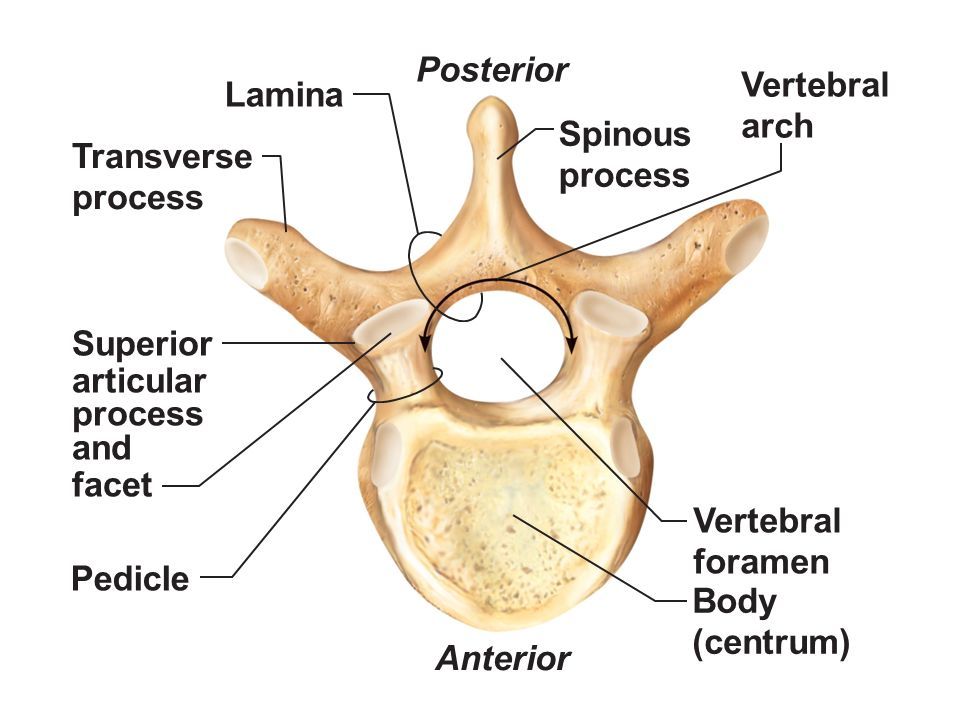 Posterior
Lamina
Vertebral
arch
Spinous
process
Transverse
process
Superior
articular
process
and
facet
Vertebral
foramen
Pedicle
Body
(centrum)
Anterior